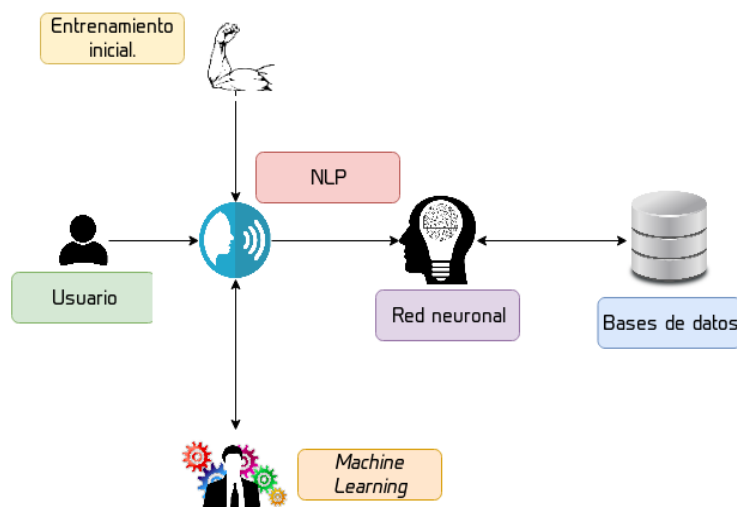 Entrenamiento
inicial.
NLP
Usuario
Red neuronal
Bases de datos
Machine
Learning